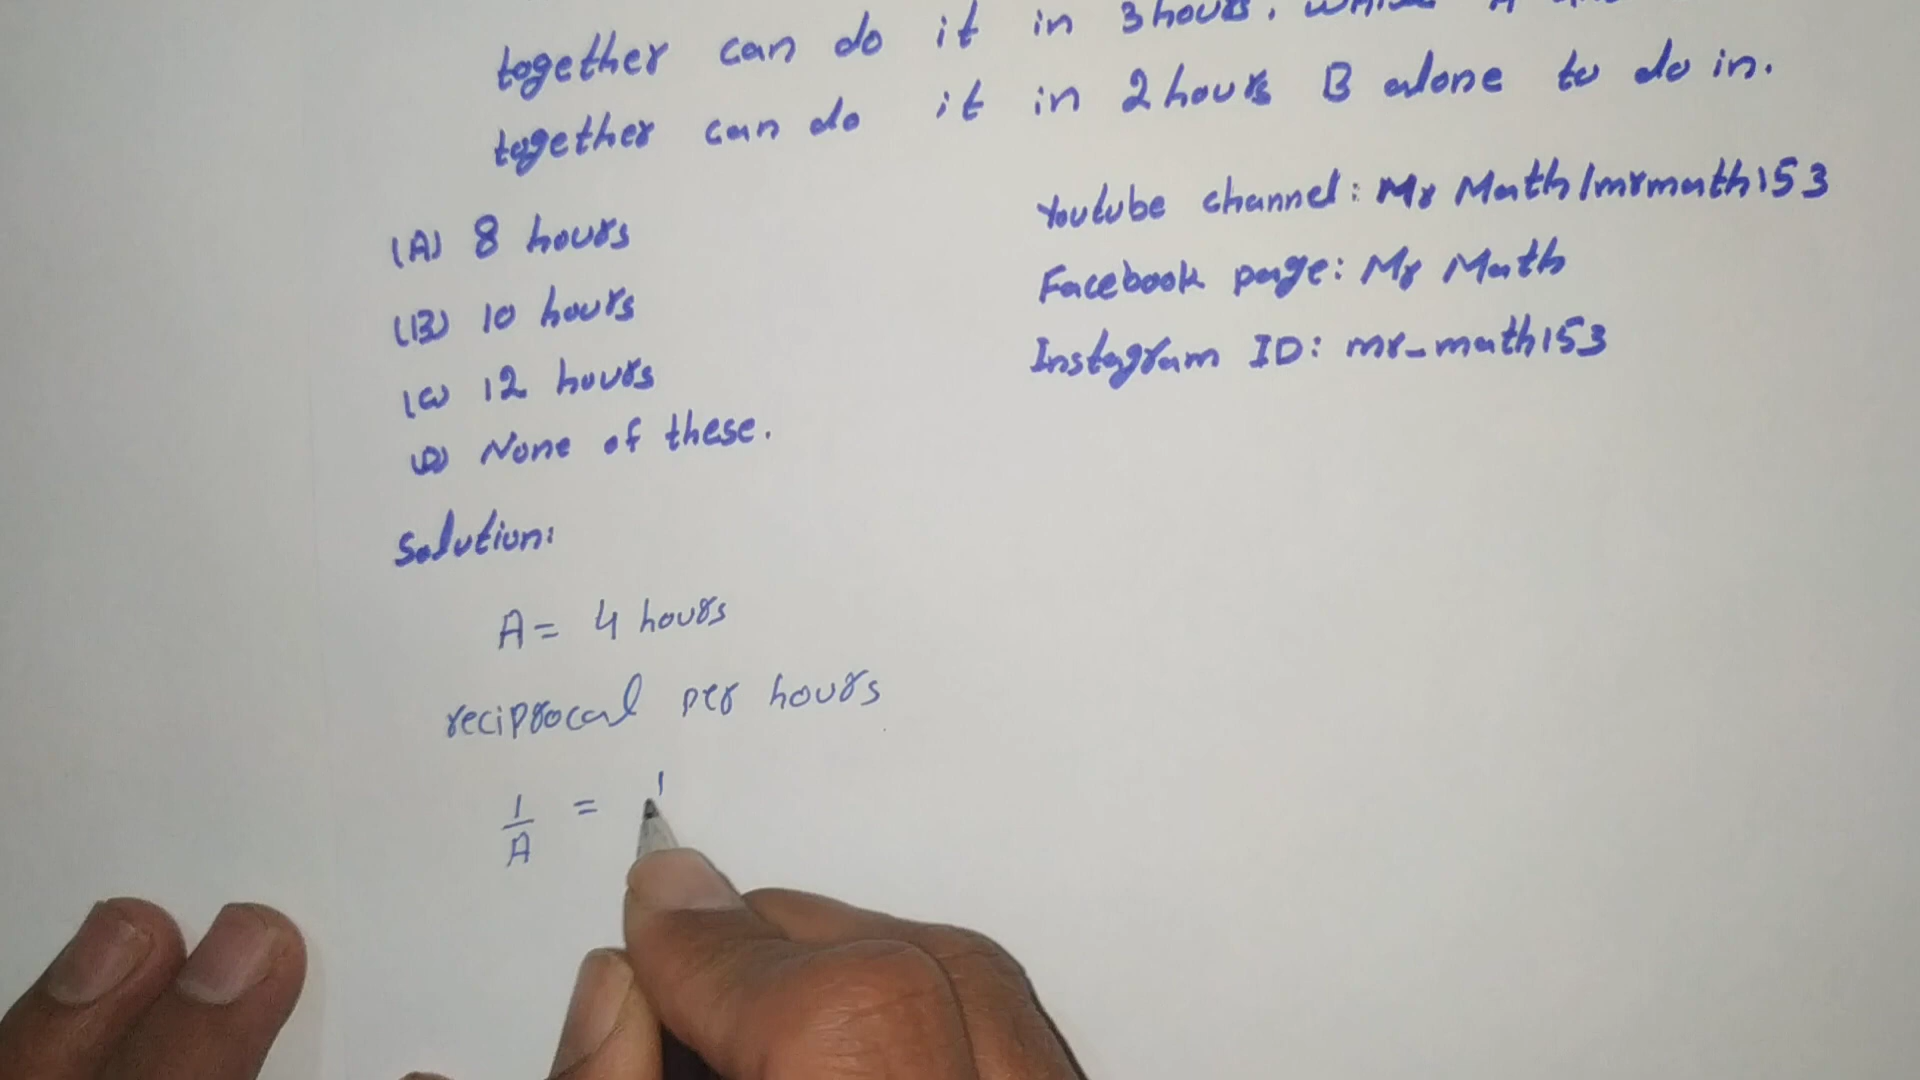 together can do it in 3 hours, while A
together can do it in 2 hours B alone to do in.
(A) 8 hours
(B) 10 hours
(C) 12 hours
(D) None of these.
Youtube channel: Mr Math/mrmath153
Facebook page: Mr Math
Instagram ID: mr_math153
Solution:
A = 4 hours
reciprocal per hours
1/A = 1